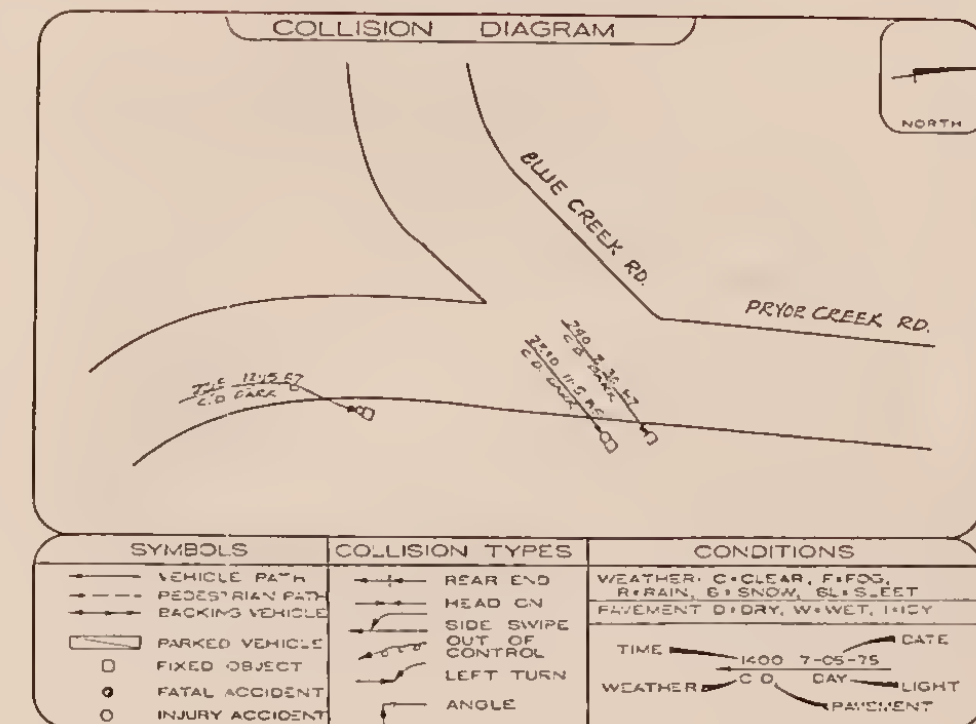 COLLISION DIAGRAM
NORTH
BLUE CREEK RD.
PRYOR CREEK RD.
C.D. DARK
C.D. DARK
C.D. DARK
SYMBOLS
VEHICLE PATH
PEDESTRIAN PATH
BACKING VEHICLE
PARKED VEHICLE
FIXED OBJECT
FATAL ACCIDENT
INJURY ACCIDENT
COLLISION TYPES
REAR END
HEAD ON
SIDE SWIPE
OUT OF
CONTROL
LEFT TURN
ANGLE
CONDITIONS
WEATHER: C=CLEAR, F=FOG,
R=RAIN, S=SNOW, SL=SLEET
PAVEMENT D=DRY, W=WET, I=ICY
TIME DATE
1400 7-05-75
C D DAY
WEATHER LIGHT
PAVEMENT